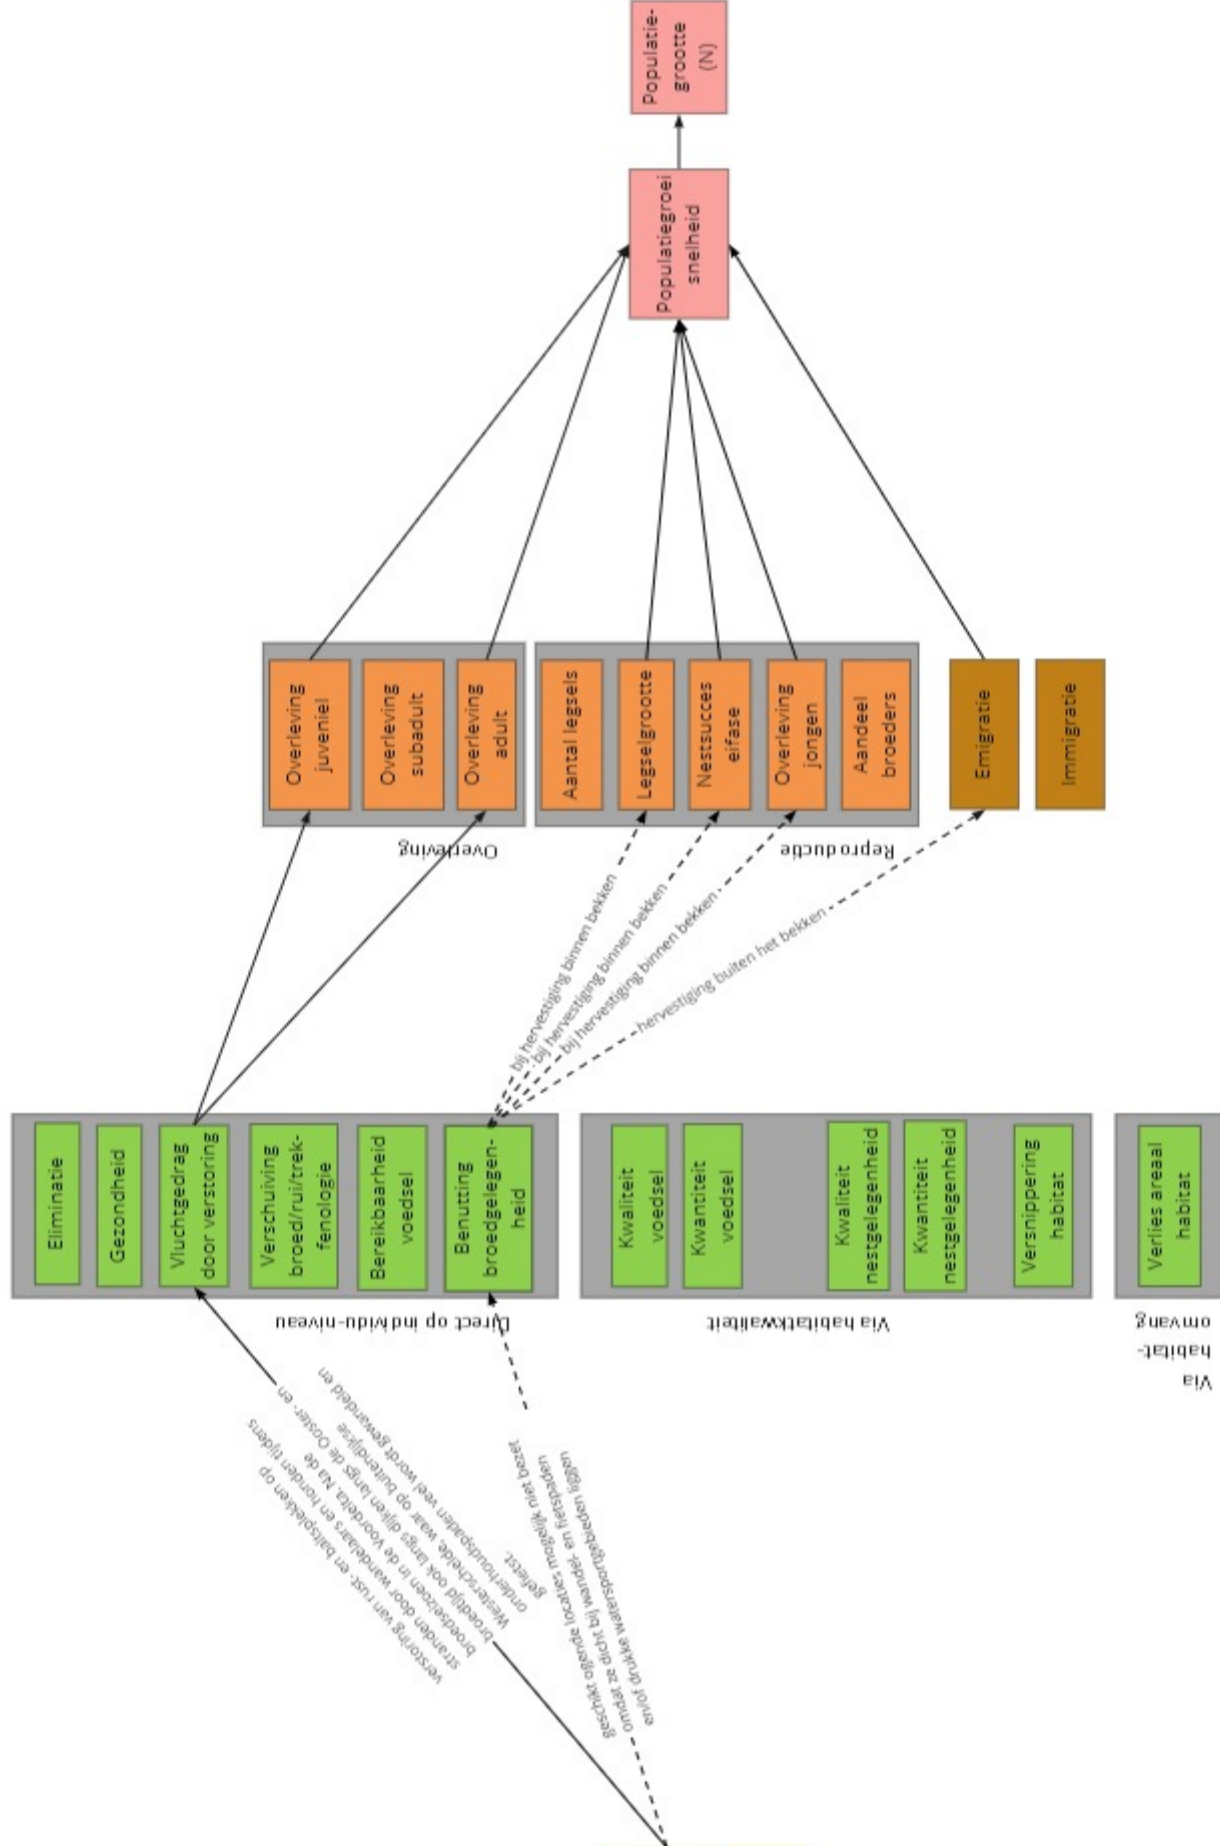 Populatie-
grootte
(N)
Populatiegroei
snelheid
Overleving
juveniel
Overleving
subadult
Overleving
adult
Overleving
Aantal legsels
Legselgrootte
Nestsucces
eifase
Overleving
jongen
Aandeel
broeders
Reproductie
Emigratie
Immigratie
bij hervestiging binnen bekken
bij hervestiging binnen bekken
bij hervestiging binnen bekken
hervestiging buiten het bekken
Eliminatie
Gezondheid
Vluchtgedrag
door verstoring
Verschuiving
broed/rui/trek-
fenologie
Bereikbaarheid
voedsel
Benutting
broedgelegen-
heid
Direct op individu-niveau
Kwaliteit
voedsel
Kwantiteit
voedsel
Kwaliteit
nestgelegenheid
Kwantiteit
nestgelegenheid
Versnippering
habitat
Via habitatkwaliteit
Verlies areaal
habitat
Via
habitat-
omvang
verstoring van rust- en baltsplekken op
stranden door wandelaars en honden tijdens
broedseizoen in de Voordelta. Na de
broedtijd ook langs dijken langs de Ooster- en
Westerschelde, waar op buitendijkse
onderhoudspaden veel wordt gewandeld en
gefietst.
geschikt ogende locaties mogelijk niet bezet
omdat ze dicht bij wandel- en fietspaden
en/of drukke watersportgebieden liggen